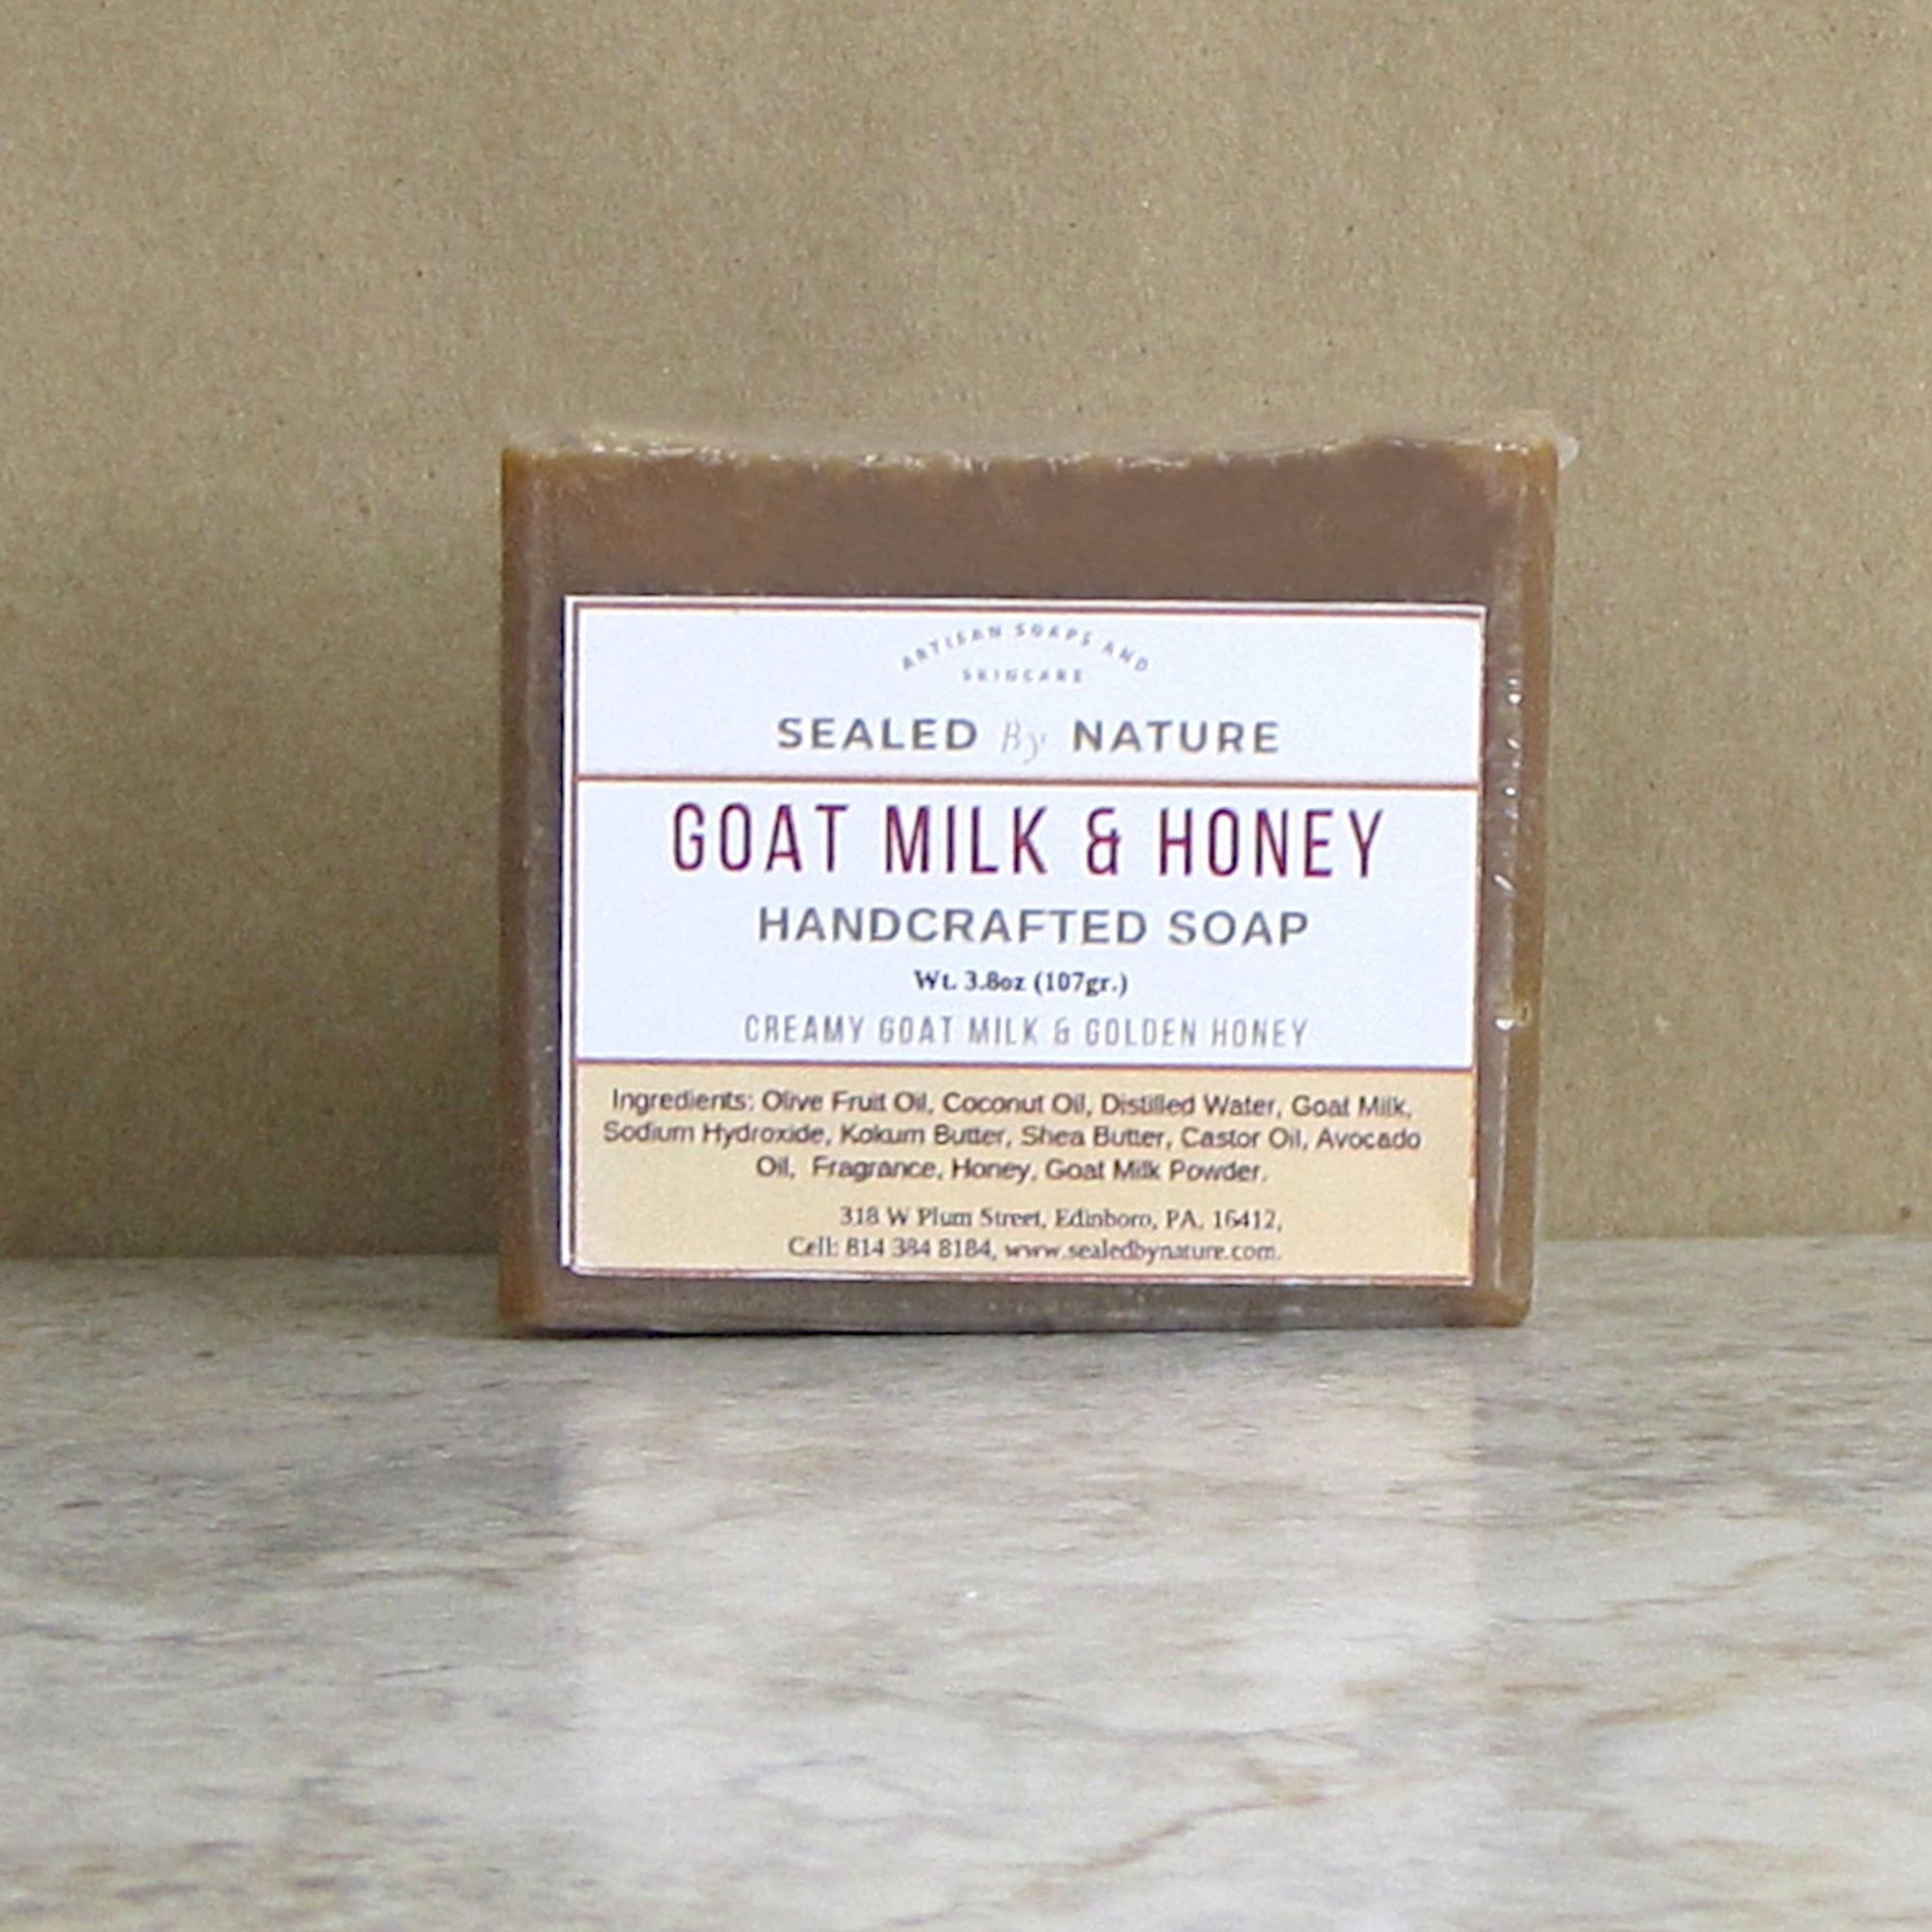 ARTISAN SOAPS AND
SKINCARE
SEALED By NATURE
GOAT MILK & HONEY
HANDCRAFTED SOAP
Wt. 3.8oz (107gr.)
CREAMY GOAT MILK & GOLDEN HONEY
Ingredients: Olive Fruit Oil, Coconut Oil, Distilled Water, Goat Milk,
Sodium Hydroxide, Kokum Butter, Shea Butter, Castor Oil, Avocado
Oil, Fragrance, Honey, Goat Milk Powder.
318 W Plum Street, Edinboro, PA, 16412,
Cell: 814 384 8184, www.sealedbynature.com.